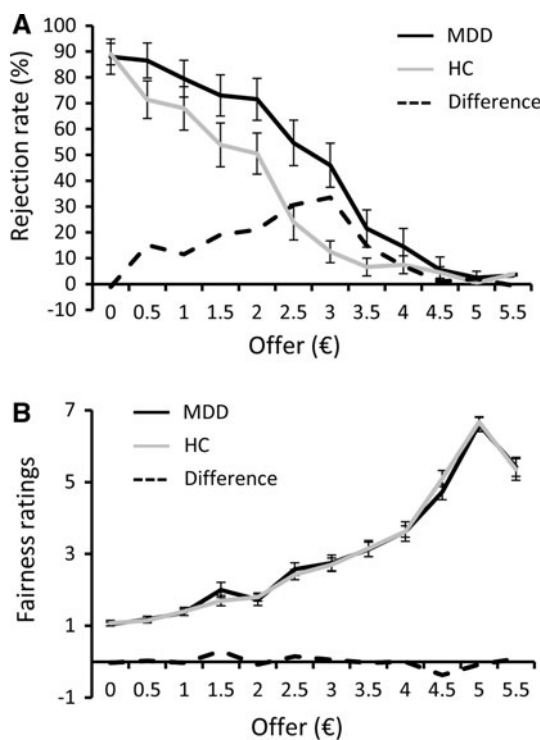 A
Rejection rate (%)
100
90
80
70
60
50
40
30
20
10
0
-10
MDD
HC
Difference
0 0.5 1 1.5 2 2.5 3 3.5 4 4.5 5 5.5
Offer (€)
B
Fairness ratings
7
5
3
1
-1
MDD
HC
Difference
0 0.5 1 1.5 2 2.5 3 3.5 4 4.5 5 5.5
Offer (€)